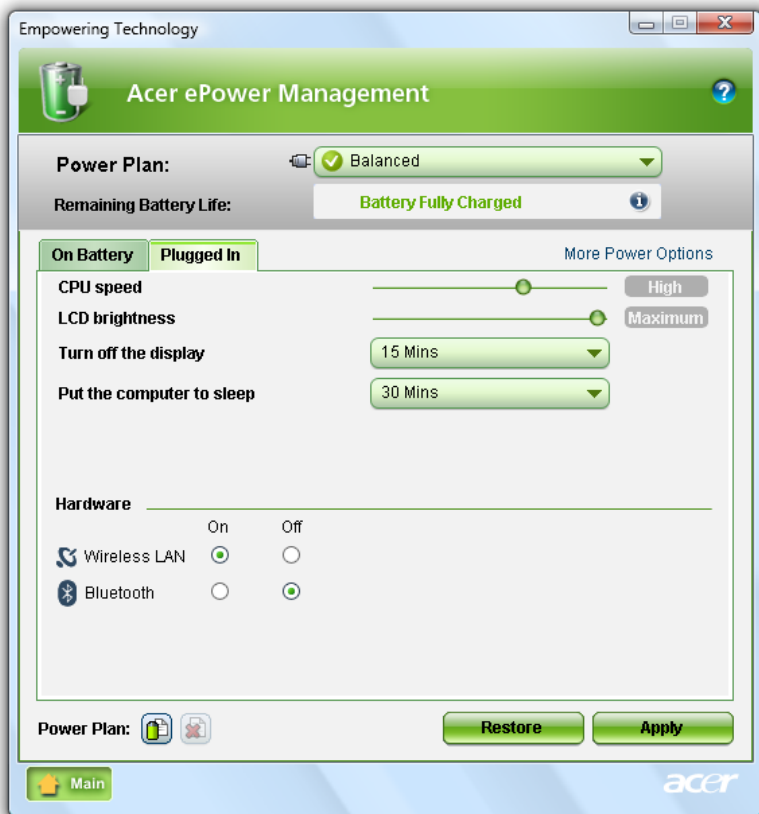 Empowering Technology
Acer ePower Management
?
Power Plan: Balanced
Remaining Battery Life: Battery Fully Charged i
On Battery Plugged In More Power Options
CPU speed High
LCD brightness Maximum
Turn off the display 15 Mins
Put the computer to sleep 30 Mins
Hardware
On Off
Wireless LAN
Bluetooth
Power Plan: Restore Apply
Main acer